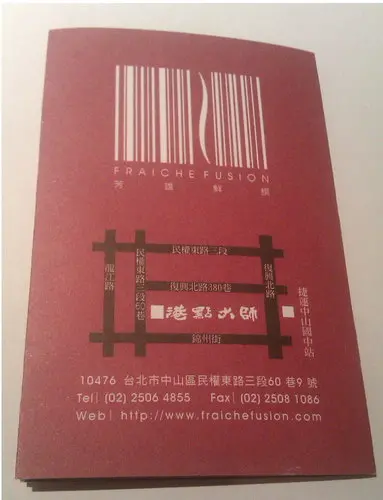 FRAICHE FUSION
民權東路三段
龍江路
民權東路三段60巷
復興北路380巷
復興北路
捷運中山國中站
港點大師
錦州街
10476 台北市中山區民權東路三段60 巷9 號
Tel| (02) 2506 4855 Fax| (02) 2508 1086
Web| http://www.fraichefusion.com